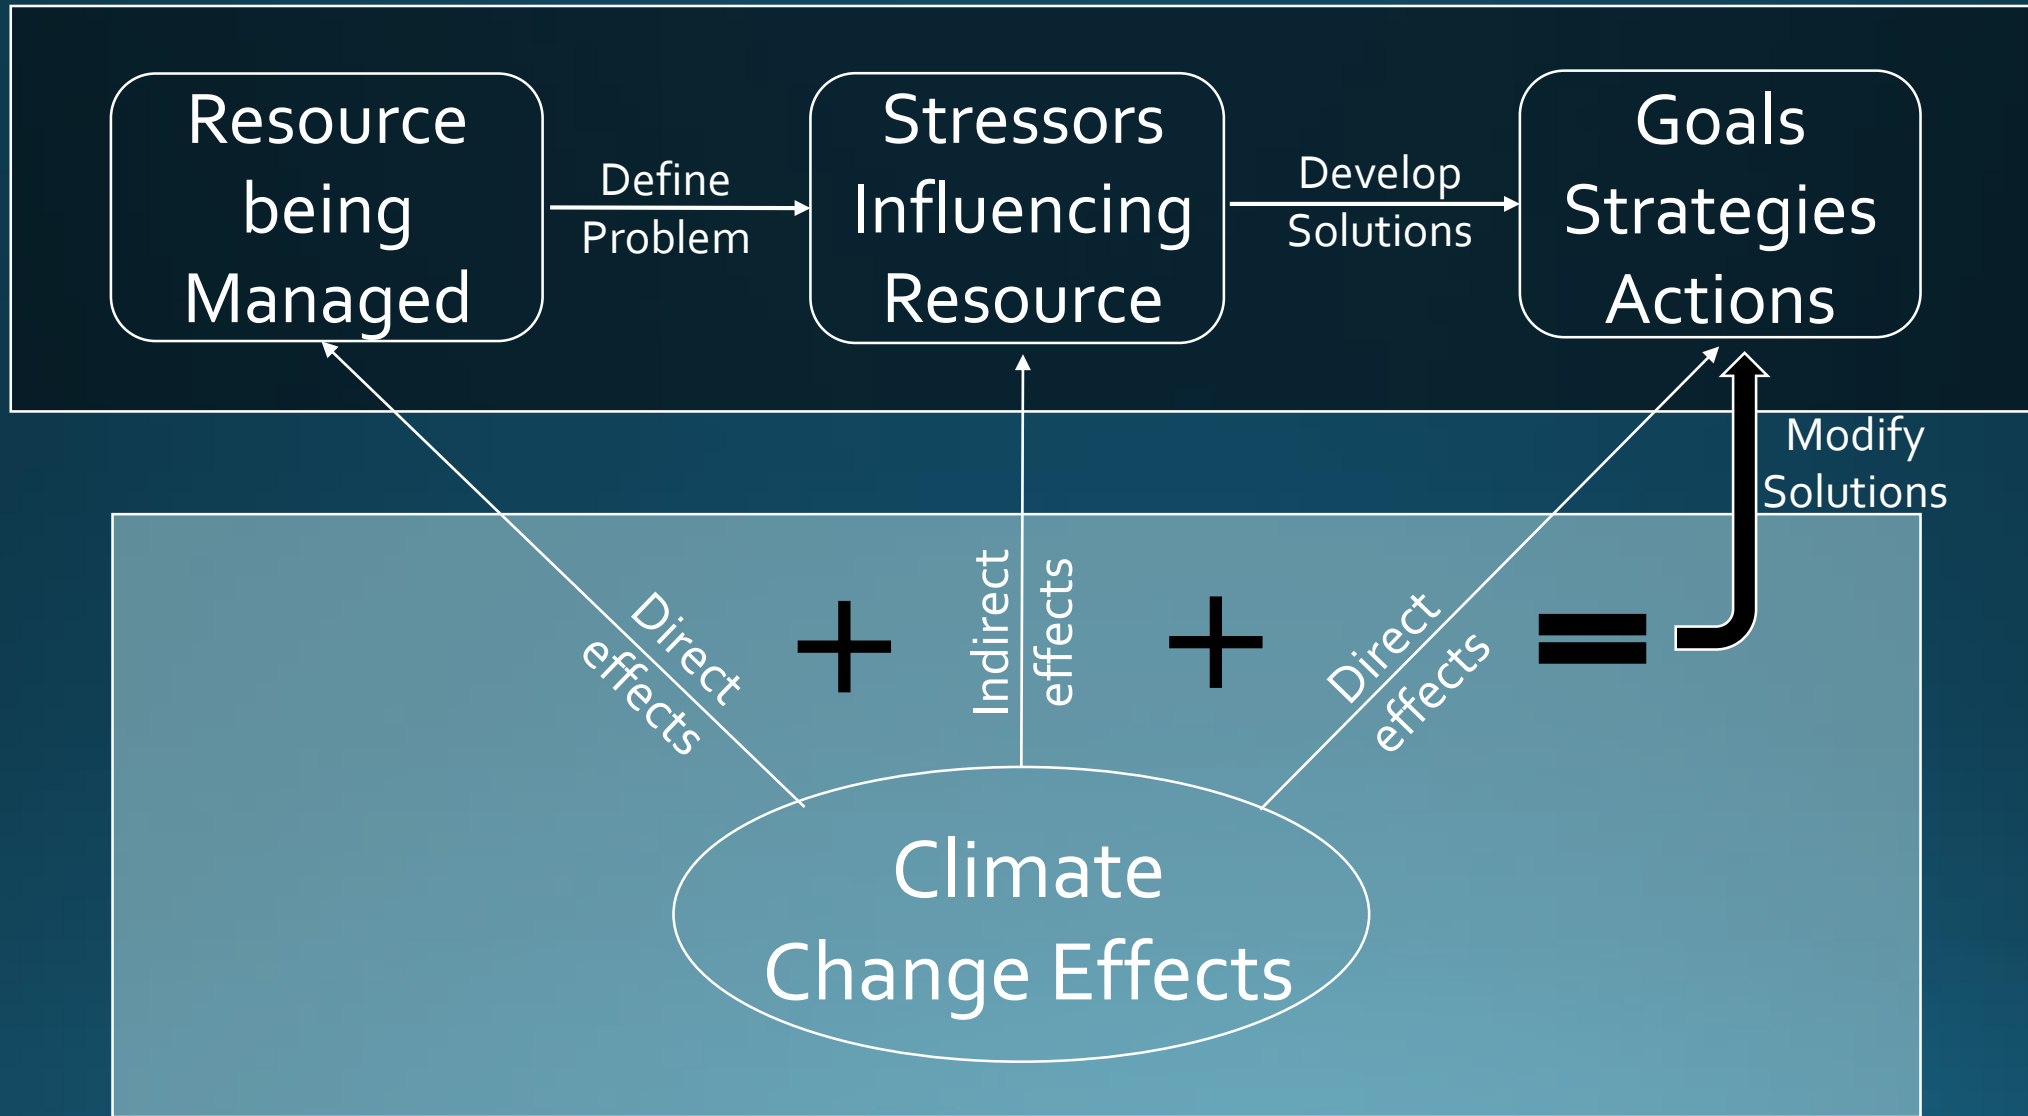 Resource
being
Managed
Define
Problem
Stressors
Influencing
Resource
Develop
Solutions
Goals
Strategies
Actions
Modify
Solutions
Direct
effects
+
Indirect
effects
+
Direct
effects
=
Climate
Change Effects